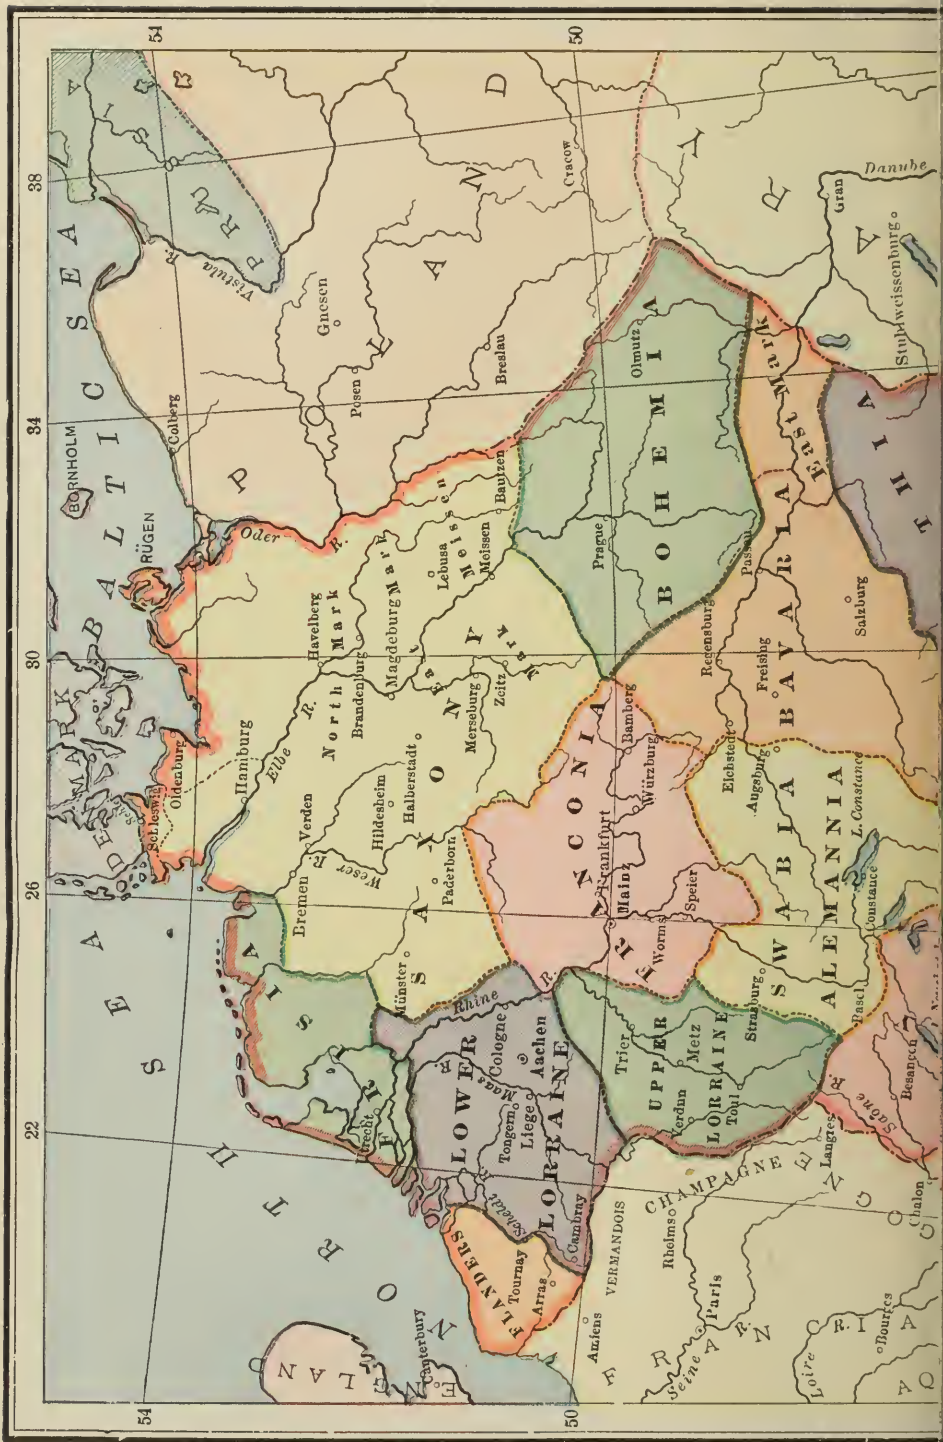 54
50
38
34
30
26
22
54
50
BALTIC SEA
NORTH SEA
BORNHOLM
RÜGEN
DENMARK
Schleswig
Oldenburg
Hamburg
Elbe R.
Colberg
Oder R.
Vistula R.
PRUSSIA
POLAND
Gnesen
Posen
Breslau
Cracow
Bautzen
Meissen
Lebusa
Meissen
Mark
East Mark
North Mark
Havelberg
Brandenburg
Magdeburg
Merseburg
Zeitz
SAXONY
Halberstadt
Hildesheim
Verden
Weser R.
Bremen
Paderborn
Münster
FRISIA
Utrecht
BOHEMIA
Prague
Olmutz
East Mark
Gran
Danube
Stuhlweissenburg
BAVARIA
Passau
Regensburg
Freising
Salzburg
Eichstedt
Augsburg
FRANCONIA
Bamberg
Würzburg
Frankfurt
Mainz
Worms
Speier
SWABIA
ALEMANNIA
L. Constance
Constance
Strasburg
Basel
LOWER LORRAINE
Rhine R.
Cologne
Aachen
Maas R.
Tongern
Liege
Scheldt R.
Cambray
UPPER LORRAINE
Trier
Metz
Verdun
Toul
FLANDERS
Tournay
Arras
ENGLAND
Canterbury
Amiens
VERMANDOIS
CHAMPAGNE
Rheims
Paris
Seine R.
FRANCIA
Loire R.
Bourges
Langres
Chalon
Saône R.
Besancon